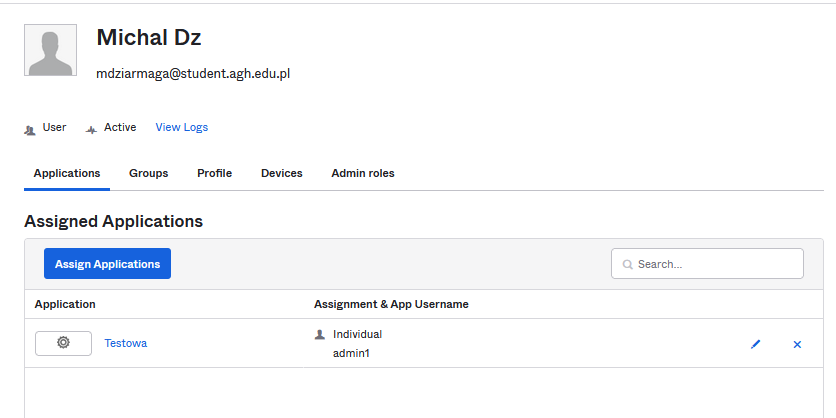 Michal Dz
mdziarmaga@student.agh.edu.pl
User Active View Logs
Applications Groups Profile Devices Admin roles
Assigned Applications
Assign Applications Search...
Application Assignment & App Username
Testowa Individual
admin1